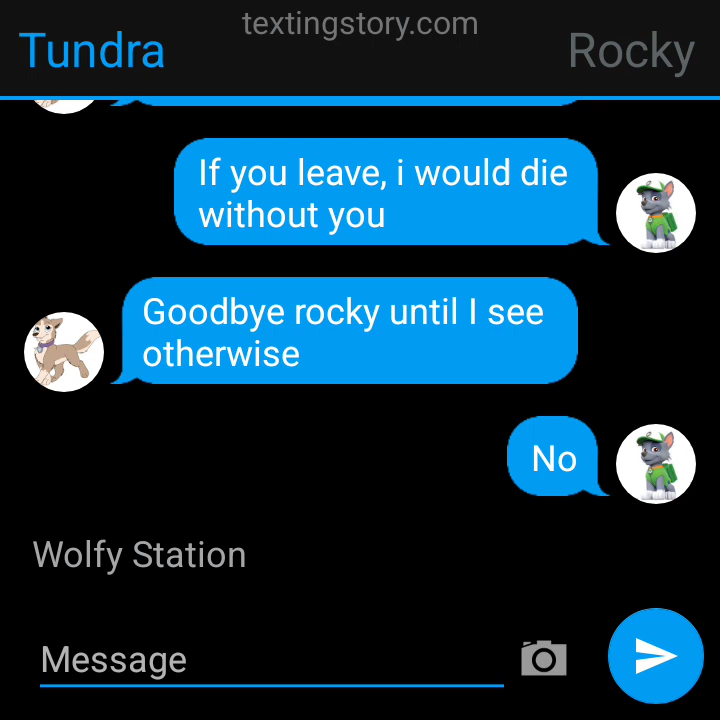 textingstory.com
Tundra
Rocky
If you leave, i would die
without you
Goodbye rocky until I see
otherwise
No
Wolfy Station
Message